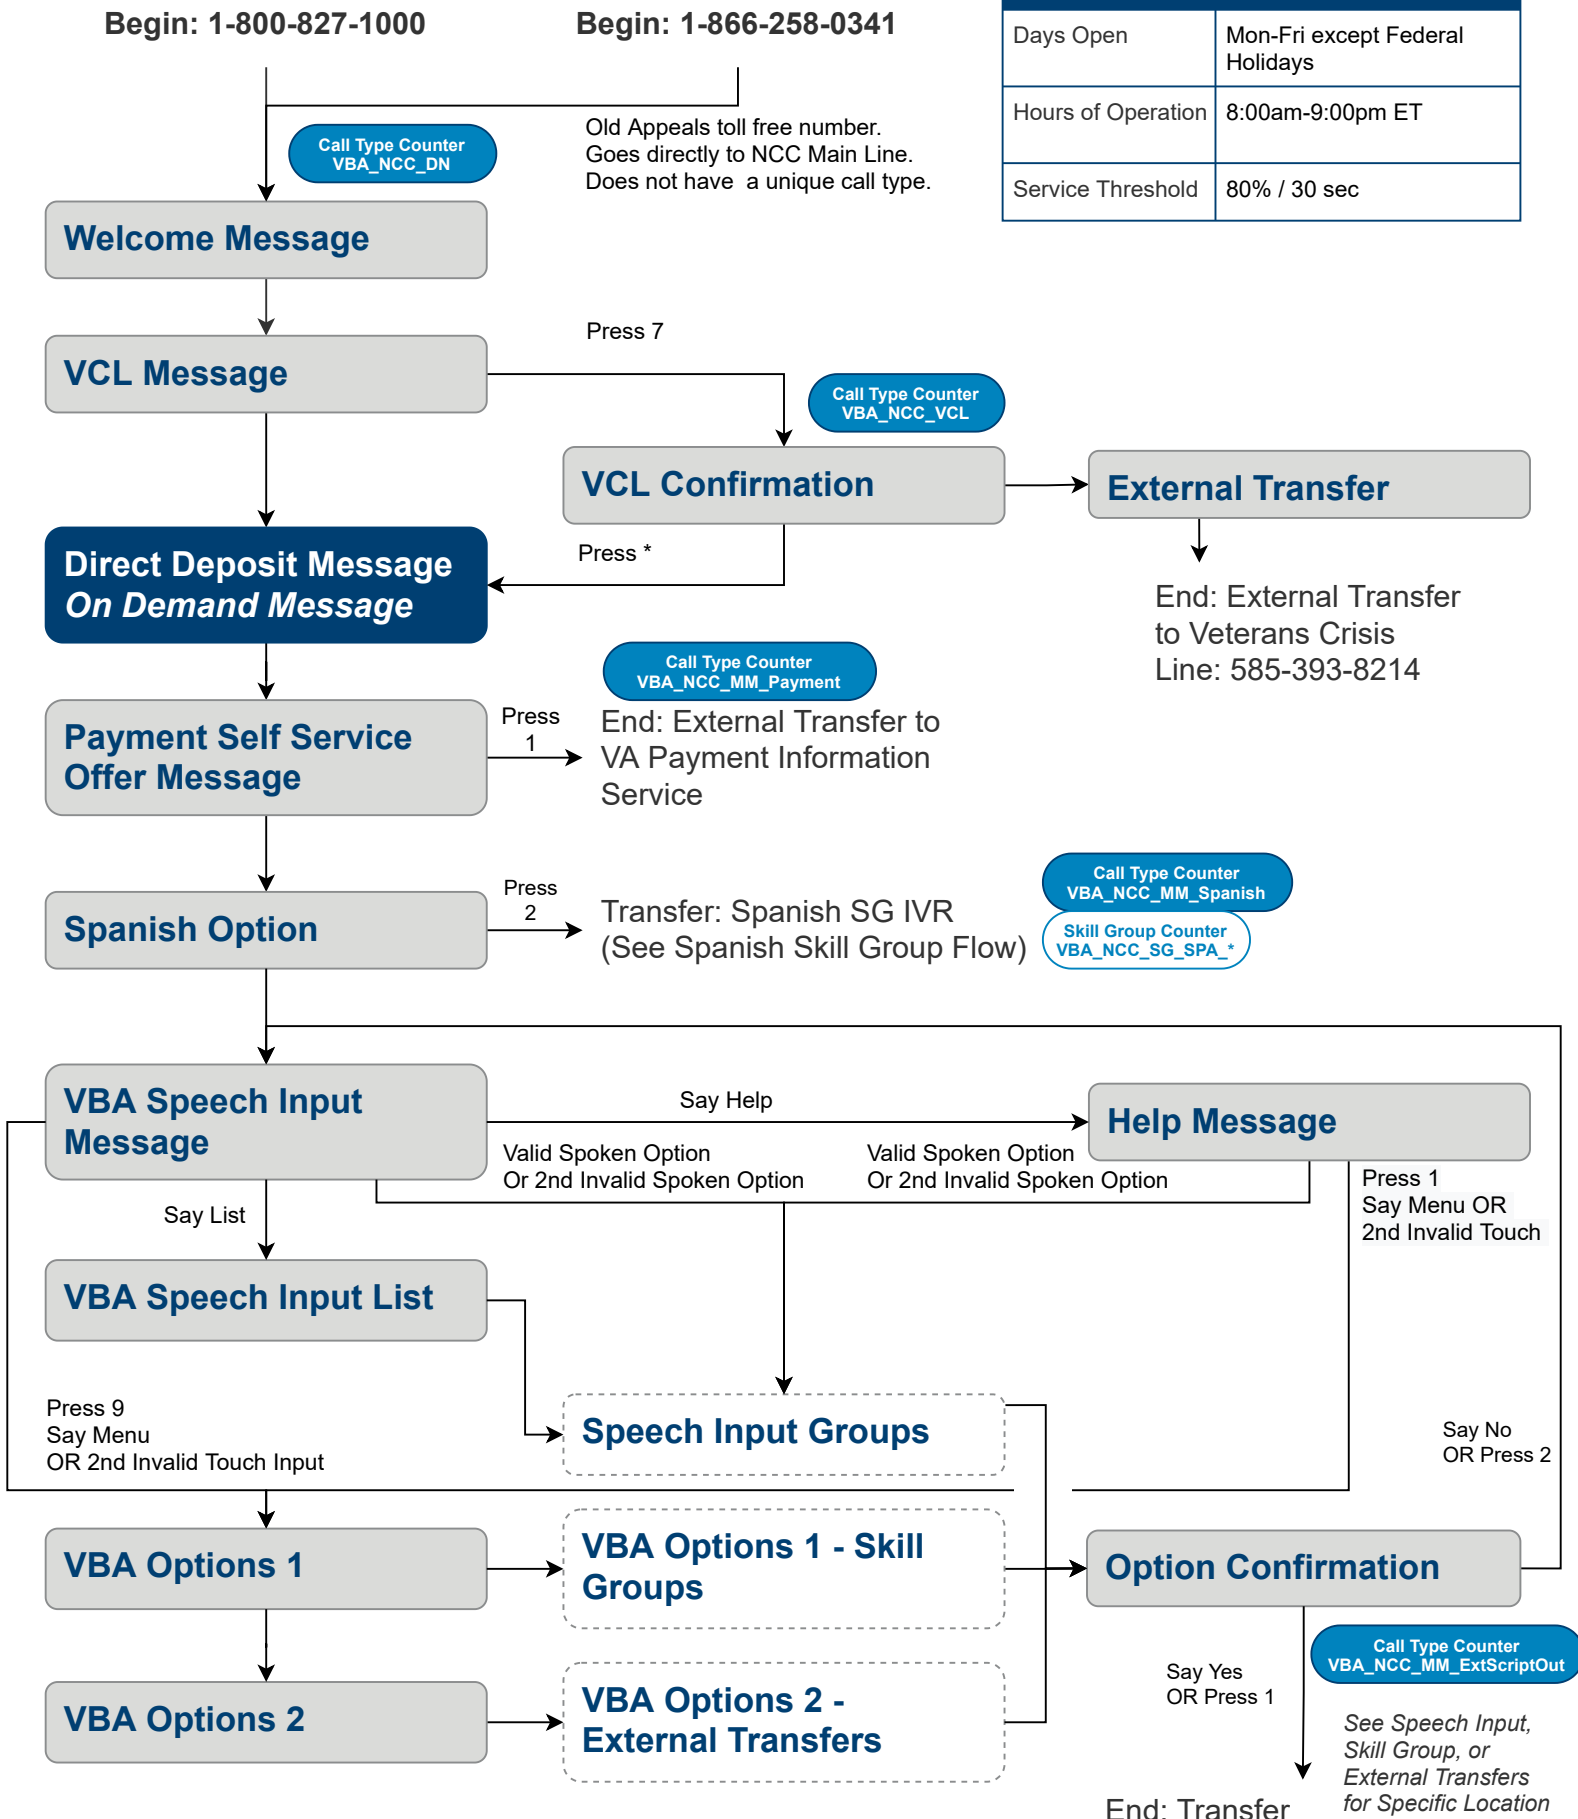 Begin: 1-800-827-1000
Begin: 1-866-258-0341
Days Open
Mon-Fri except Federal
Holidays
Hours of Operation
8:00am-9:00pm ET
Service Threshold
80% / 30 sec
Call Type Counter
VBA_NCC_DN
Old Appeals toll free number.
Goes directly to NCC Main Line.
Does not have a unique call type.
Welcome Message
Press 7
VCL Message
Call Type Counter
VBA_NCC_VCL
VCL Confirmation
External Transfer
Press *
Direct Deposit Message
On Demand Message
End: External Transfer
to Veterans Crisis
Line: 585-393-8214
Call Type Counter
VBA_NCC_MM_Payment
Payment Self Service
Offer Message
Press
1
End: External Transfer to
VA Payment Information
Service
Spanish Option
Press
2
Transfer: Spanish SG IVR
(See Spanish Skill Group Flow)
Call Type Counter
VBA_NCC_MM_Spanish
Skill Group Counter
VBA_NCC_SG_SPA_*
VBA Speech Input
Message
Say Help
Help Message
Valid Spoken Option
Or 2nd Invalid Spoken Option
Valid Spoken Option
Or 2nd Invalid Spoken Option
Press 1
Say Menu OR
2nd Invalid Touch
Say List
VBA Speech Input List
Press 9
Say Menu
OR 2nd Invalid Touch Input
Speech Input Groups
Say No
OR Press 2
VBA Options 1
VBA Options 1 - Skill
Groups
Option Confirmation
Call Type Counter
VBA_NCC_MM_ExtScriptOut
Say Yes
OR Press 1
VBA Options 2
VBA Options 2 -
External Transfers
See Speech Input,
Skill Group, or
External Transfers
for Specific Location
End: Transfer